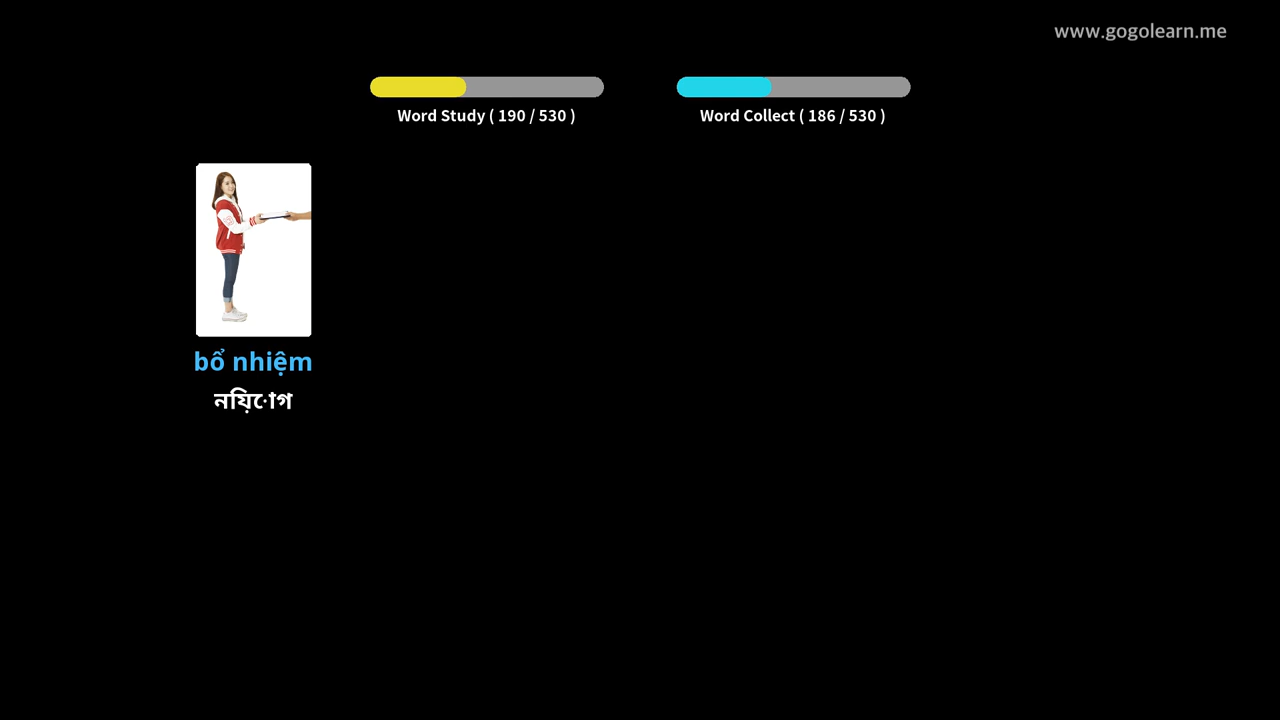 www.gogolearn.me
Word Study ( 190 / 530 )
Word Collect ( 186 / 530 )
bổ nhiệm
নিয়োগ